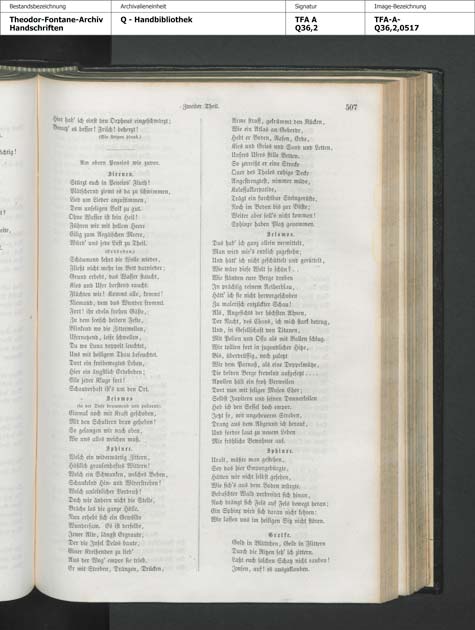 Bestandsbezeichnung
Theodor-Fontane-Archiv
Handschriften
Archivalieneinheit
Q - Handbibliothek
Signatur
TFA A
Q36,2
Image-Bezeichnung
TFA-A-
Q36,2,0517
Zweiter Theil.
507
Hier hab' ich einst den Orpheus eingeschwärzt;
Benutz' es besser! Frisch! beherzt!
(Sie steigen hinab.)
Am obern Peneios wie zuvor.
Sirenen.
Stürzt euch in Peneios' Fluth!
Plätschernd ziemt es da zu schwimmen,
Lied um Lieder anzustimmen,
Dem unseligen Volk zu gut.
Ohne Wasser ist kein Heil!
Führen wir mit hellem Heere
Eilig zum Aegäischen Meere,
Würd' uns jede Lust zu Theil.
(Erdbeben.)
Schäumend kehrt die Welle wieder,
Fließt nicht mehr im Bett darnieder;
Grund erbebt, das Wasser staucht,
Kies und Ufer berstend raucht.
Flüchten wir! Kommt alle, kommt!
Niemand, dem das Wunder frommt.
Fort! ihr edeln frohen Gäste,
Zu dem seeisch heitern Feste,
Blinkend wo die Zitterwellen,
Ufernetzend, leise schwellen;
Da wo Luna doppelt leuchtet,
Uns mit heiligem Thau befeuchtet.
Dort ein freibewegtes Leben,
Hier ein ängstlich Erdebeben;
Eile jeder Kluge fort!
Schauderhaft ist's um den Ort.
Seismos
(in der Tiefe brummend und polternd).
Einmal noch mit Kraft geschoben,
Mit den Schultern brav gehoben!
So gelangen wir nach oben,
Wo uns alles weichen muß.
Sphinxe.
Welch ein widerwärtig Zittern,
Häßlich grausenhaftes Wittern!
Welch ein Schwanken, welches Beben,
Schaukelnd Hin- und Widerstreben!
Welch unleidlicher Verdruß!
Doch wir ändern nicht die Stelle,
Bräche los die ganze Hölle.
Nun erhebt sich ein Gewölbe
Wundersam. Es ist derselbe,
Jener Alte, längst Ergraute,
Der die Insel Delos baute,
Einer Kreißenden zu lieb'
Aus der Wog' empor sie trieb.
Er mit Streben, Drängen, Drücken,
Arme straff, gekrümmt den Rücken,
Wie ein Atlas an Geberde,
Hebt er Boden, Rasen, Erde,
Kies und Gries und Sand und Letten,
Unsres Ufers stille Betten.
So zerreißt er eine Strecke
Quer des Thales ruhige Decke.
Angestrengtest, nimmer müde,
Kolossalkaryatide,
Trägt ein furchtbar Steingerüste,
Noch im Boden bis zur Büste;
Weiter aber soll's nicht kommen!
Sphinxe haben Platz genommen.
Seismos.
Das hab' ich ganz allein vermittelt,
Man wird mir's endlich zugestehn;
Und hätt' ich nicht geschüttelt und gerüttelt,
Wie wäre diese Welt so schön? . .
Wie ständen eure Berge droben
In prächtig reinem Aetherblau,
Hätt' ich sie nicht hervorgeschoben
Zu malerisch entzückter Schau!
Als, Angesichts der höchsten Ahnen,
Der Nacht, des Chaos, ich mich stark betrug,
Und, in Gesellschaft von Titanen,
Mit Pelion und Ossa als mit Ballen schlug.
Wir tollten fort in jugendlicher Hitze,
Bis, überdrüssig, noch zuletzt
Wir dem Parnaß, als eine Doppelmütze,
Die beiden Berge frevelnd aufgesetzt . . . .
Apollen hält ein froh Verweilen
Dort nun mit seliger Musen Chor;
Selbst Jupitern und seinen Donnerkeilen
Hob ich den Sessel hoch empor.
Jetzt so, mit ungeheurem Streben,
Drang aus dem Abgrund ich herauf,
Und fordre laut zu neuem Leben
Mir fröhliche Bewohner auf.
Sphinxe.
Uralt, müßte man gestehen,
Sey das hier Emporgebürgte,
Hätten wir nicht selbst gesehen,
Wie sich's aus dem Boden würgte.
Bebuschter Wald verbreitet sich hinan,
Noch drängt sich Fels auf Fels bewegt heran;
Ein Sphinx wird sich daran nicht kehren:
Wir lassen uns im heiligen Sitz nicht stören.
Greife.
Gold in Blättchen, Gold in Flittern
Durch die Ritzen seh' ich zittern.
Laßt euch solchen Schatz nicht rauben!
Imsen, auf! es auszuklauben.